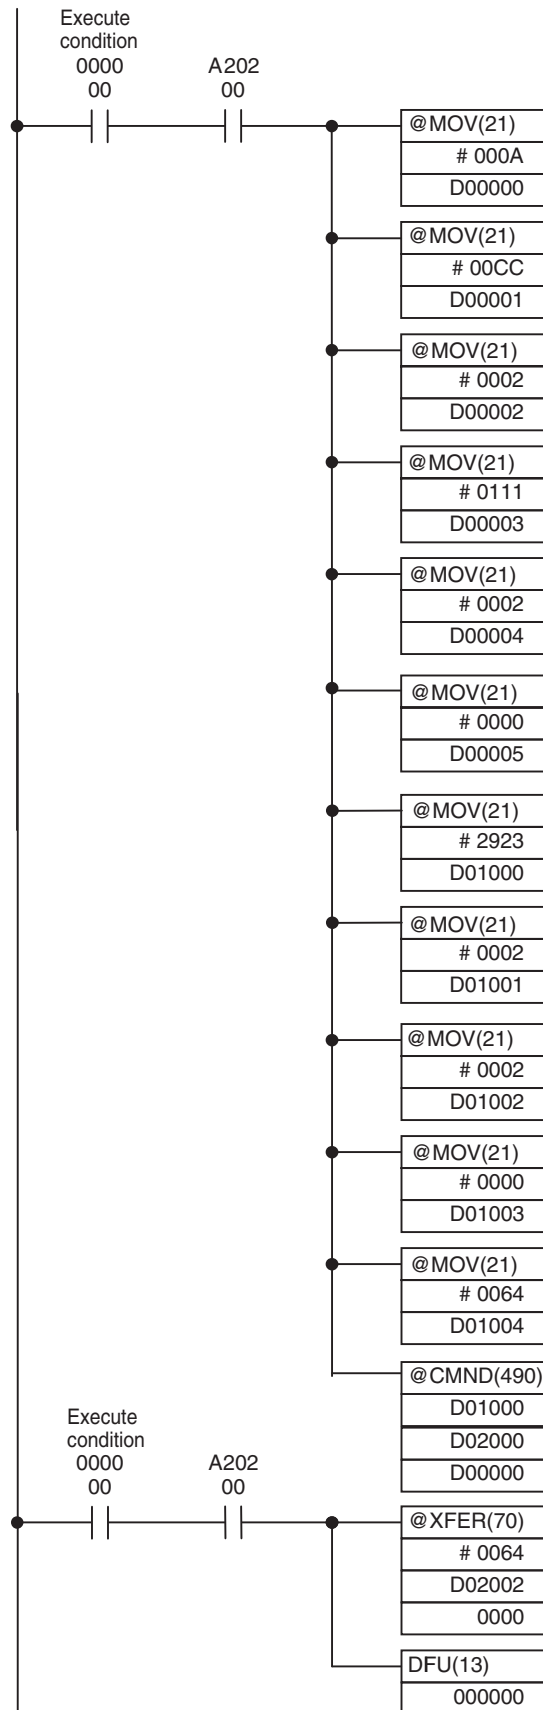 Execute
condition
0000
00
A202
00
@MOV(21)
# 000A
D00000
@MOV(21)
# 00CC
D00001
@MOV(21)
# 0002
D00002
@MOV(21)
# 0111
D00003
@MOV(21)
# 0002
D00004
@MOV(21)
# 0000
D00005
@MOV(21)
# 2923
D01000
@MOV(21)
# 0002
D01001
@MOV(21)
# 0002
D01002
@MOV(21)
# 0000
D01003
@MOV(21)
# 0064
D01004
@CMND(490)
D01000
D02000
D00000
Execute
condition
0000
00
A202
00
@XFER(70)
# 0064
D02002
0000
DFU(13)
000000